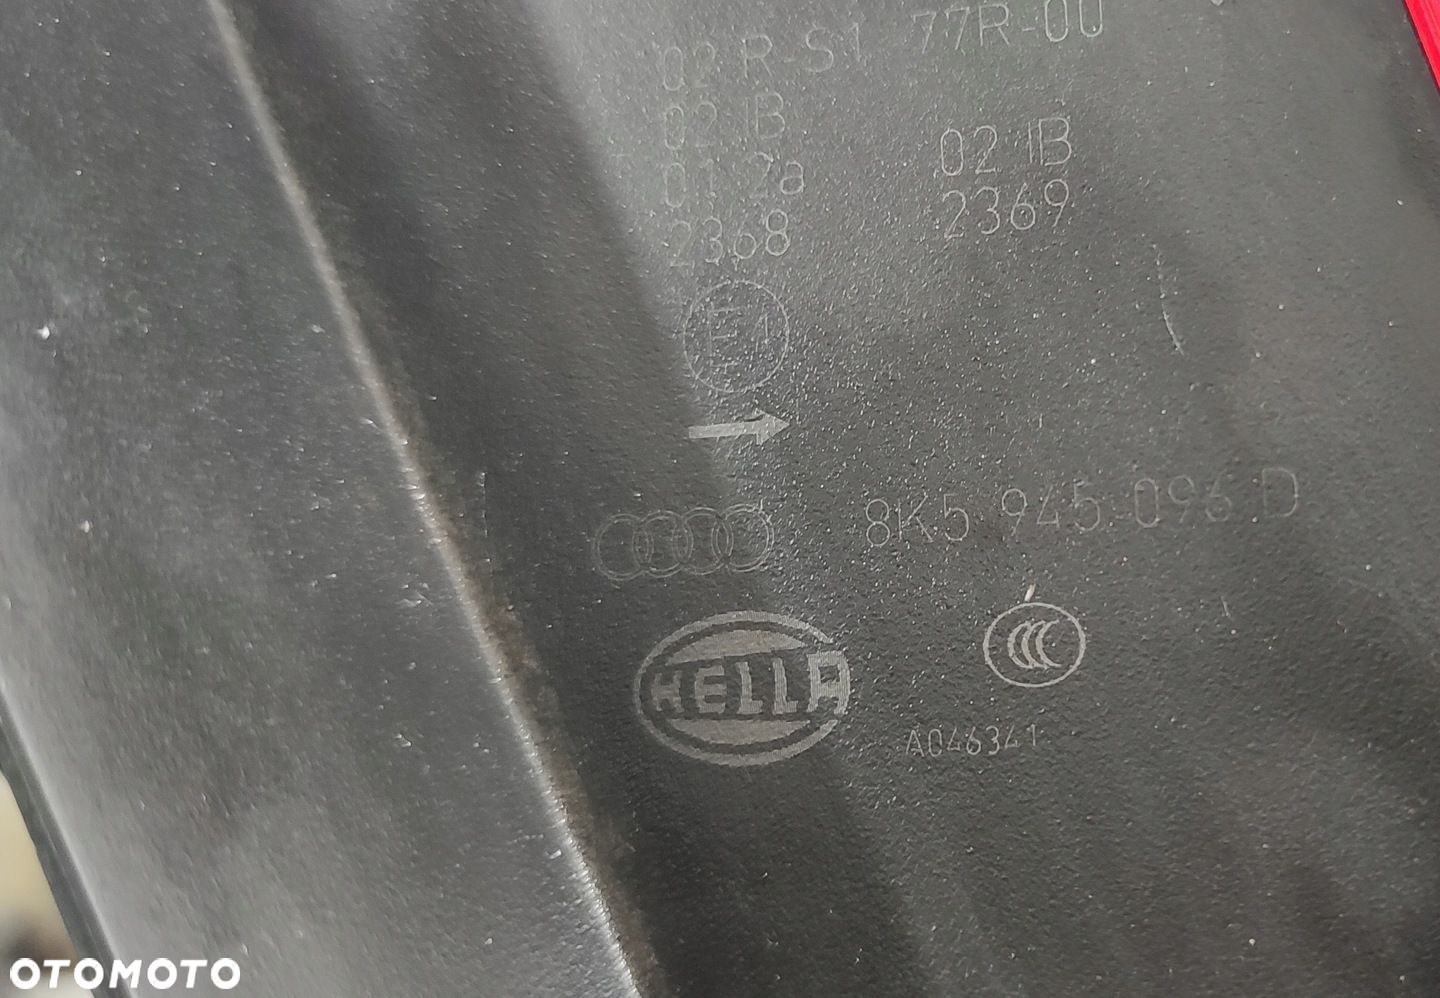 02 R-S1 77R-00
02 IB
01 2a
2368
02 IB
2369
E1
8K5 945 096 D
HELLA
CCC
A046341
OTOMOTO